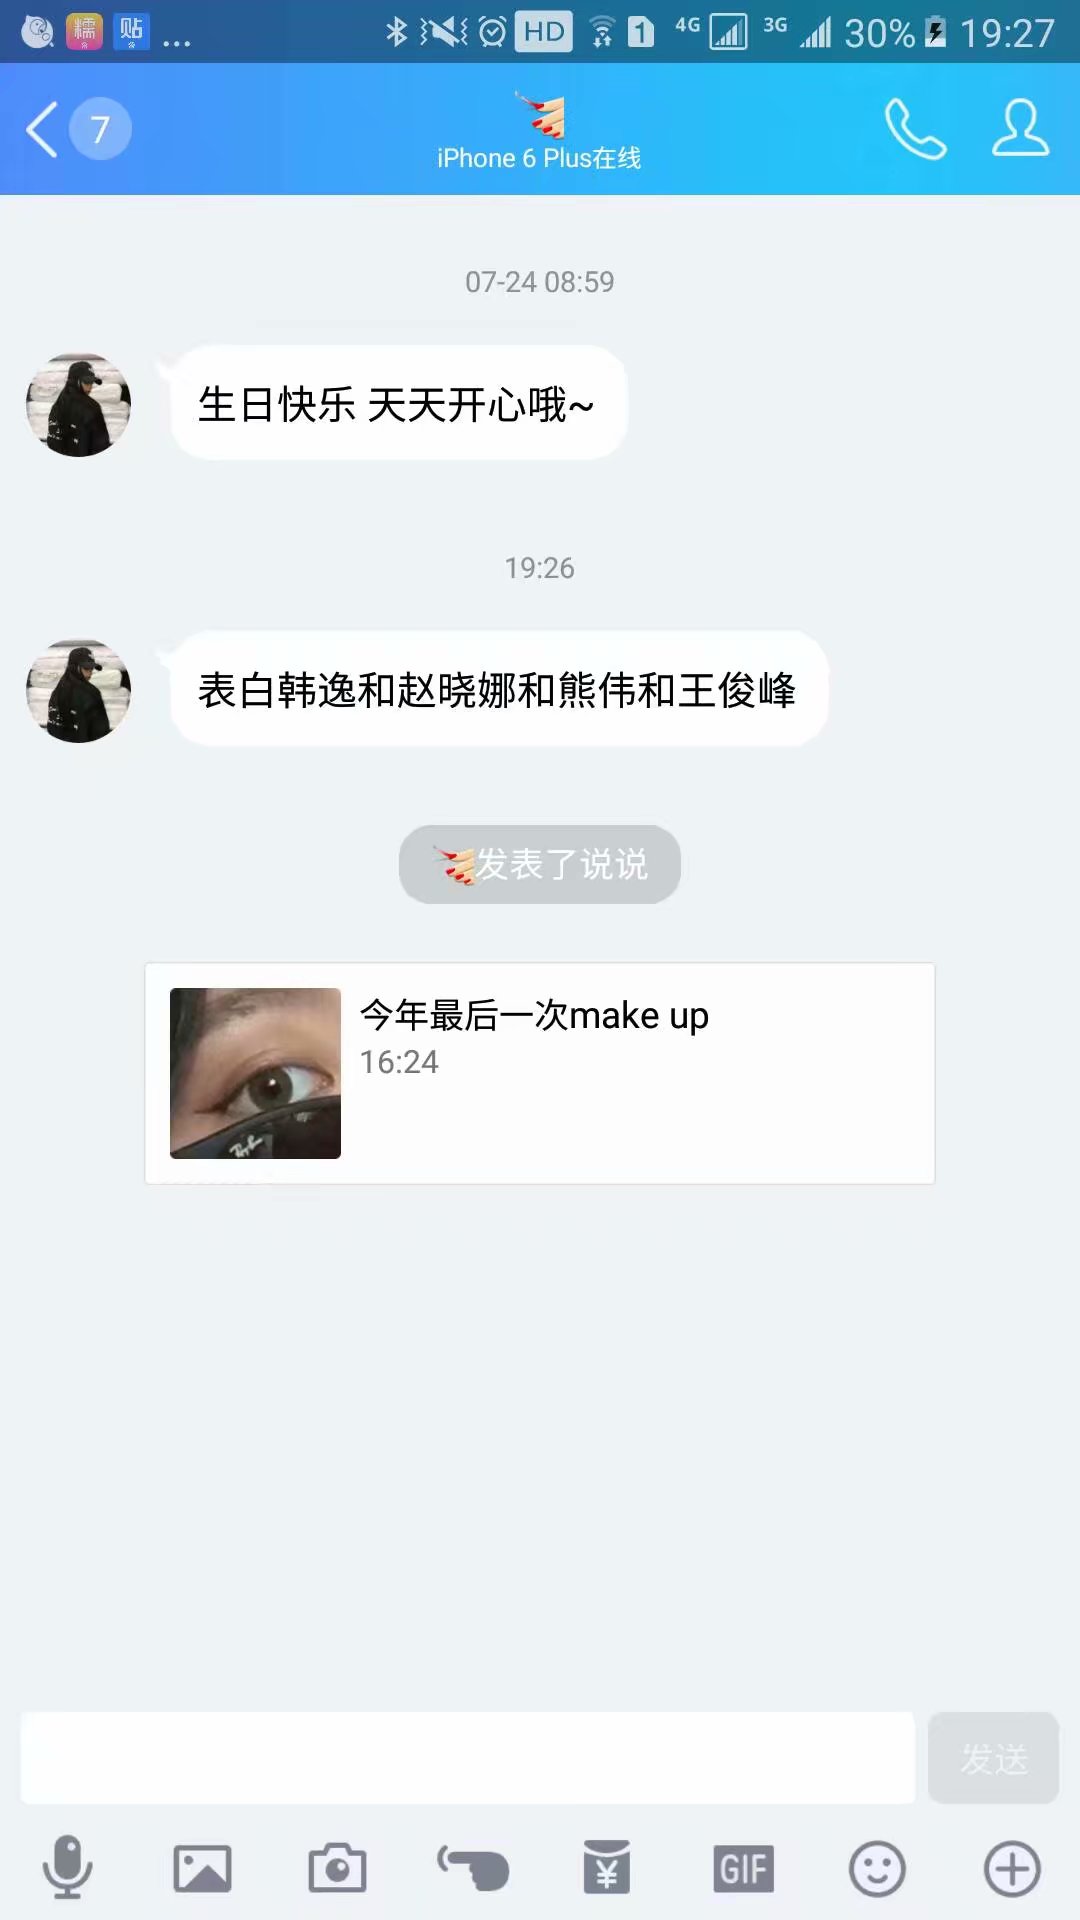 糯 贴 ... HD 1 4G 3G 30% 19:27
7
iPhone 6 Plus在线
07-24 08:59
生日快乐 天天开心哦~
19:26
表白韩逸和赵晓娜和熊伟和王俊峰
发表了说说
今年最后一次make up
16:24
发送
GIF